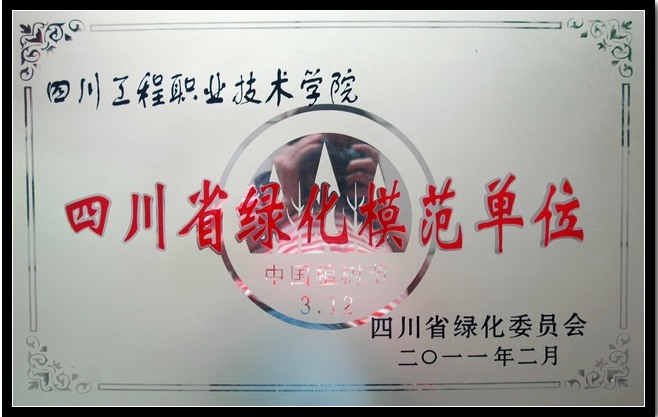 四川工程职业技术学院
四川省绿化模范单位
中国植树节
3.12
四川省绿化委员会
二〇一一年二月